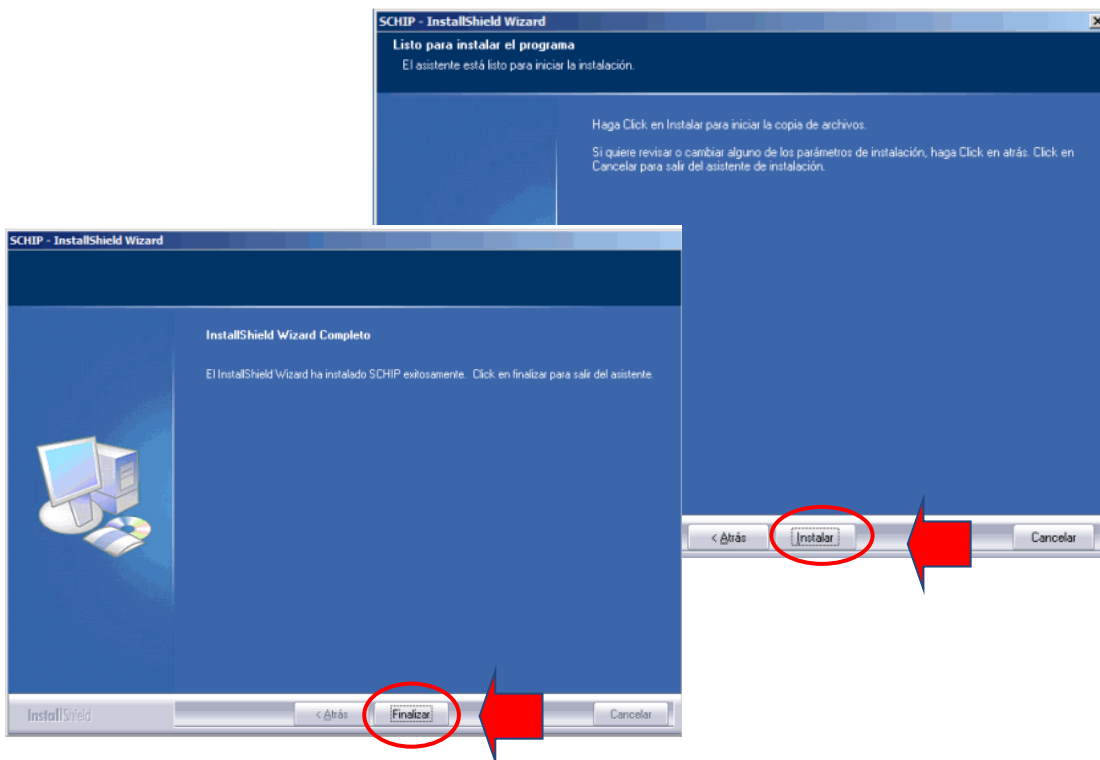 SCHIP - InstallShield Wizard
Listo para instalar el programa
El asistente está listo para iniciar la instalación.
Haga Click en Instalar para iniciar la copia de archivos.
Si quiere revisar o cambiar alguno de los parámetros de instalación, haga Click en atrás. Click en
Cancelar para salir del asistente de instalación.
< Atrás
Instalar
Cancelar
SCHIP - InstallShield Wizard
InstallShield Wizard Completo
El InstallShield Wizard ha instalado SCHIP exitosamente. Click en finalizar para salir del asistente.
InstallShield
< Atrás
Finalizar
Cancelar